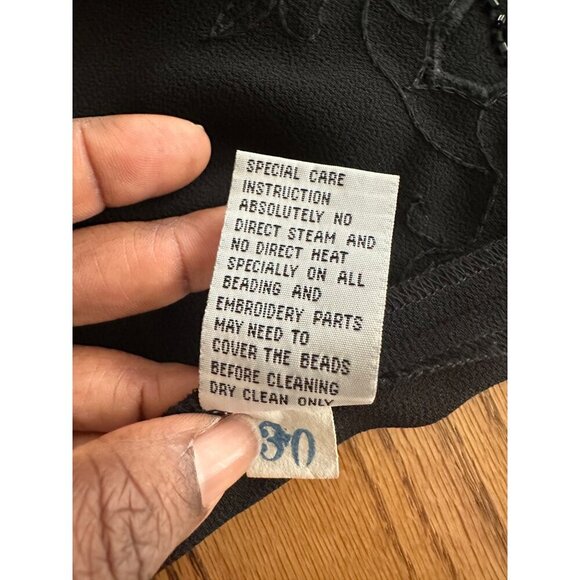 SPECIAL CARE
INSTRUCTION
ABSOLUTELY NO
DIRECT STEAM AND
NO DIRECT HEAT
SPECIALLY ON ALL
BEADING AND
EMBROIDERY PARTS
MAY NEED TO
COVER THE BEADS
BEFORE CLEANING
DRY CLEAN ONLY
30